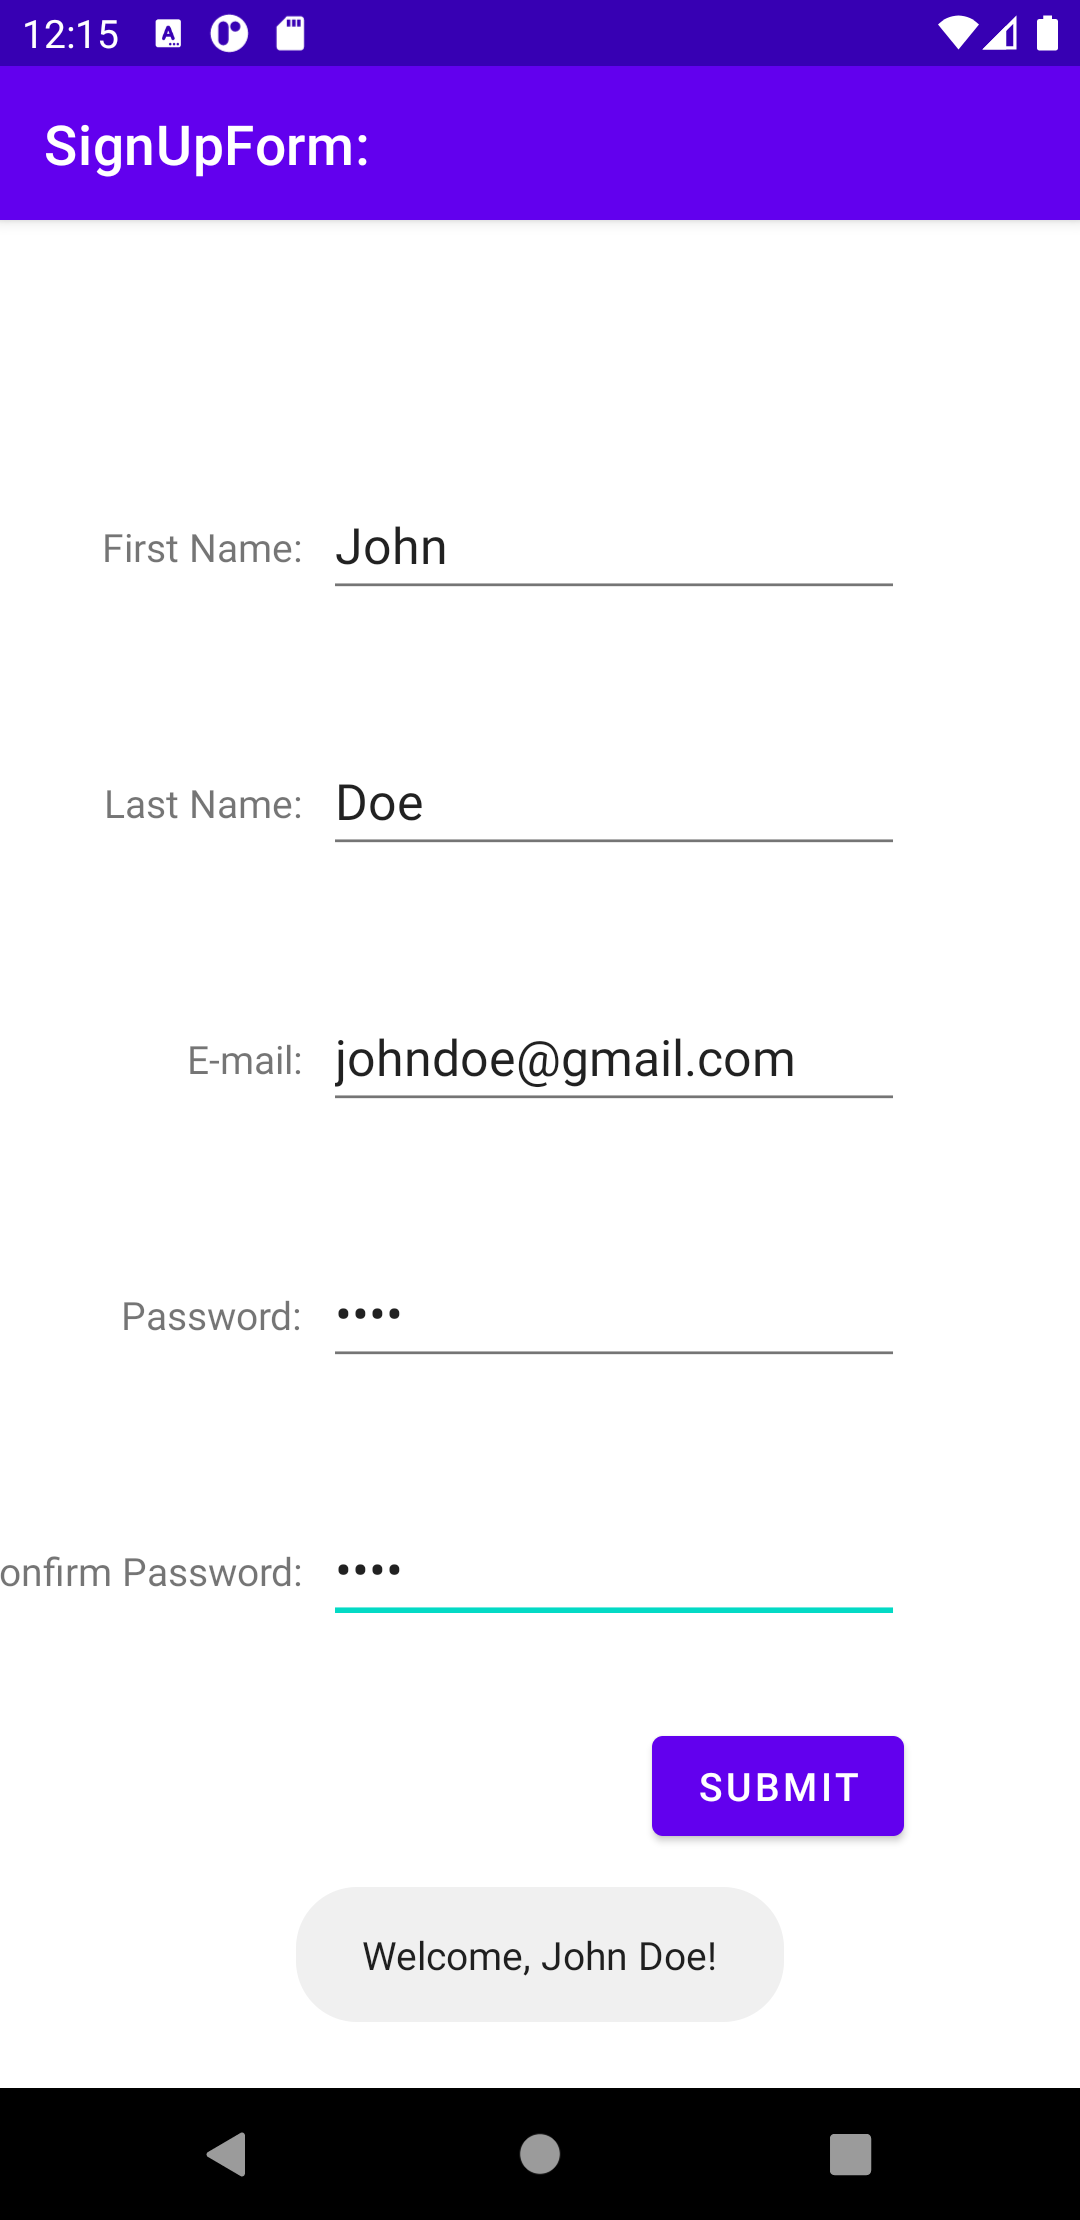 12:15
SignUpForm:
First Name: John
Last Name: Doe
E-mail: johndoe@gmail.com
Password: ••••
onfirm Password: ••••
SUBMIT
Welcome, John Doe!